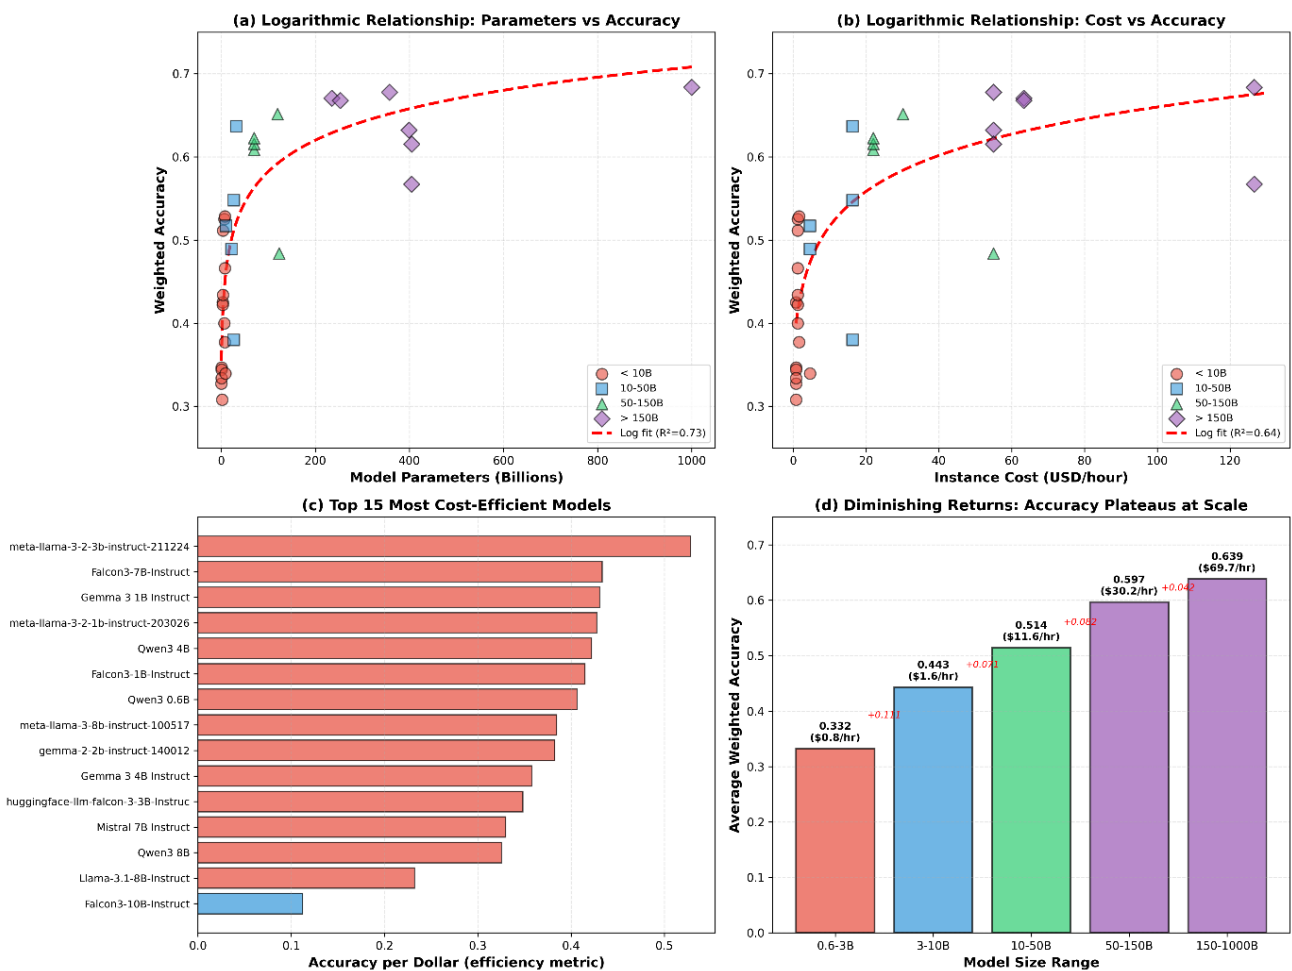 (a) Logarithmic Relationship: Parameters vs Accuracy
Weighted Accuracy
0.7
0.6
0.5
0.4
0.3
< 10B
10-50B
50-150B
> 150B
Log fit (R²=0.73)
0
200
400
600
800
1000
Model Parameters (Billions)
(b) Logarithmic Relationship: Cost vs Accuracy
Weighted Accuracy
0.7
0.6
0.5
0.4
0.3
< 10B
10-50B
50-150B
> 150B
Log fit (R²=0.64)
0
20
40
60
80
100
120
Instance Cost (USD/hour)
(c) Top 15 Most Cost-Efficient Models
meta-llama-3-2-3b-instruct-211224
Falcon3-7B-Instruct
Gemma 3 1B Instruct
meta-llama-3-2-1b-instruct-203026
Qwen3 4B
Falcon3-1B-Instruct
Qwen3 0.6B
meta-llama-3-8b-instruct-100517
gemma-2-2b-instruct-140012
Gemma 3 4B Instruct
huggingface-llm-falcon-3-3B-Instruc
Mistral 7B Instruct
Qwen3 8B
Llama-3.1-8B-Instruct
Falcon3-10B-Instruct
0.0
0.1
0.2
0.3
0.4
0.5
Accuracy per Dollar (efficiency metric)
(d) Diminishing Returns: Accuracy Plateaus at Scale
Average Weighted Accuracy
0.7
0.6
0.5
0.4
0.3
0.2
0.1
0.0
0.332
($0.8/hr)
+0.111
0.443
($1.6/hr)
+0.071
0.514
($11.6/hr)
+0.082
0.597
($30.2/hr)
+0.042
0.639
($69.7/hr)
0.6-3B
3-10B
10-50B
50-150B
150-1000B
Model Size Range